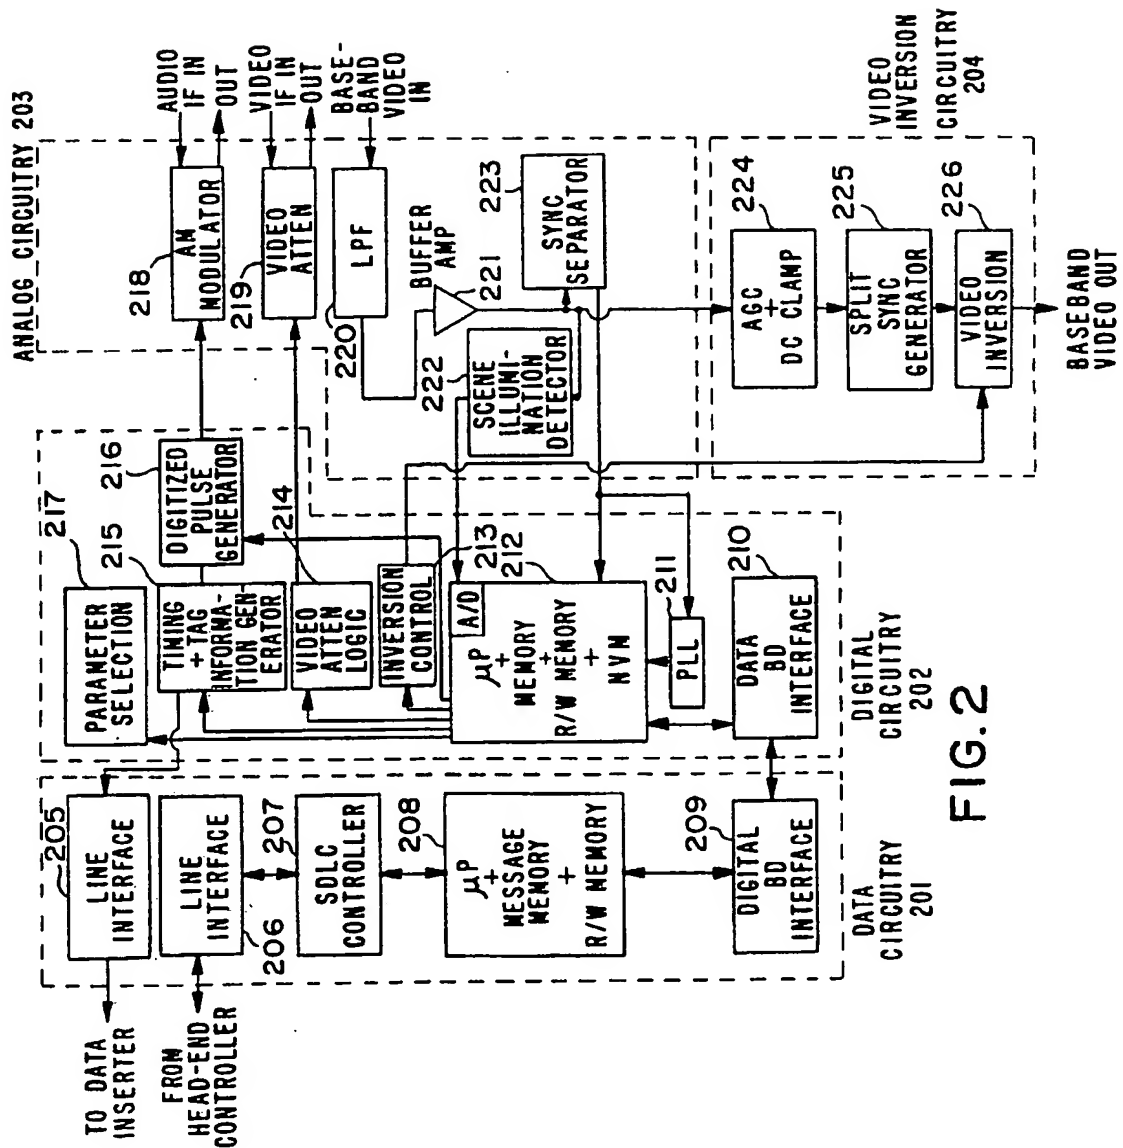 ANALOG CIRCUITRY 203
AUDIO
IF IN
OUT
VIDEO
IF IN
OUT
BASE-
BAND
VIDEO
IN
218
AM
MODULATOR
219
VIDEO
ATTEN
220
LPF
BUFFER
AMP
221
222
SCENE
ILLUMI-
NATION
DETECTOR
223
SYNC
SEPARATOR
VIDEO
INVERSION
CIRCUITRY
204
224
AGC
+
DC CLAMP
225
SPLIT
SYNC
GENERATOR
226
VIDEO
INVERSION
BASEBAND
VIDEO OUT
217
PARAMETER
SELECTION
215
TIMING
+TAG
INFORMA-
TION GEN-
ERATOR
216
DIGITIZED
PULSE
GENERATOR
214
VIDEO
ATTEN
LOGIC
213
INVERSION
CONTROL
212
A/D
μP
+
MEMORY
+
R/W MEMORY
+
NVM
211
PLL
210
DATA BD
INTERFACE
DIGITAL
CIRCUITRY
202
205
LINE
INTERFACE
206
LINE
INTERFACE
207
SDLC
CONTROLLER
208
μP
+
MESSAGE
MEMORY
+
R/W MEMORY
209
DIGITAL
BD
INTERFACE
DATA
CIRCUITRY
201
TO DATA
INSERTER
FROM
HEAD-END
CONTROLLER
FIG. 2